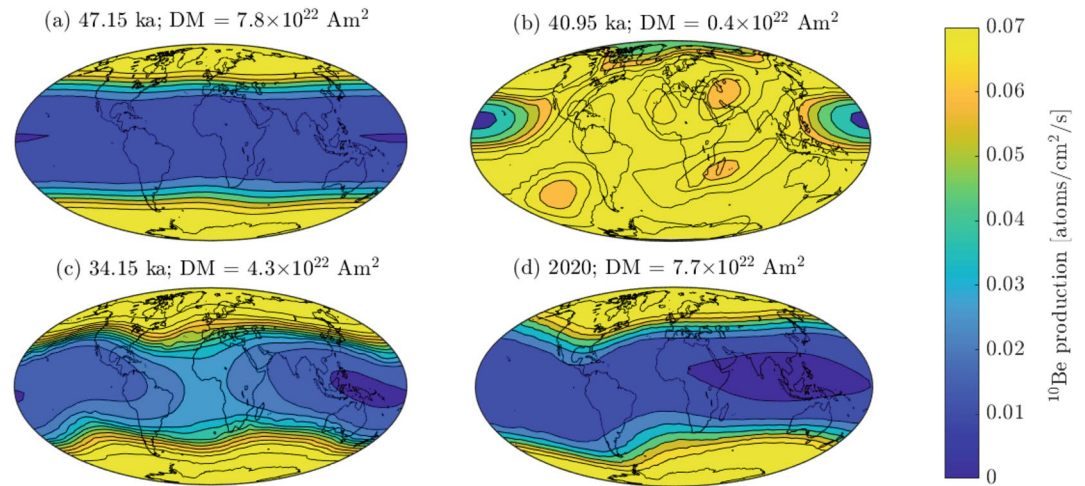 (a) 47.15 ka; DM = 7.8×10²² Am²
(b) 40.95 ka; DM = 0.4×10²² Am²
(c) 34.15 ka; DM = 4.3×10²² Am²
(d) 2020; DM = 7.7×10²² Am²
0.07
0.06
0.05
0.04
0.03
0.02
0.01
0
¹⁰Be production [atoms/cm²/s]